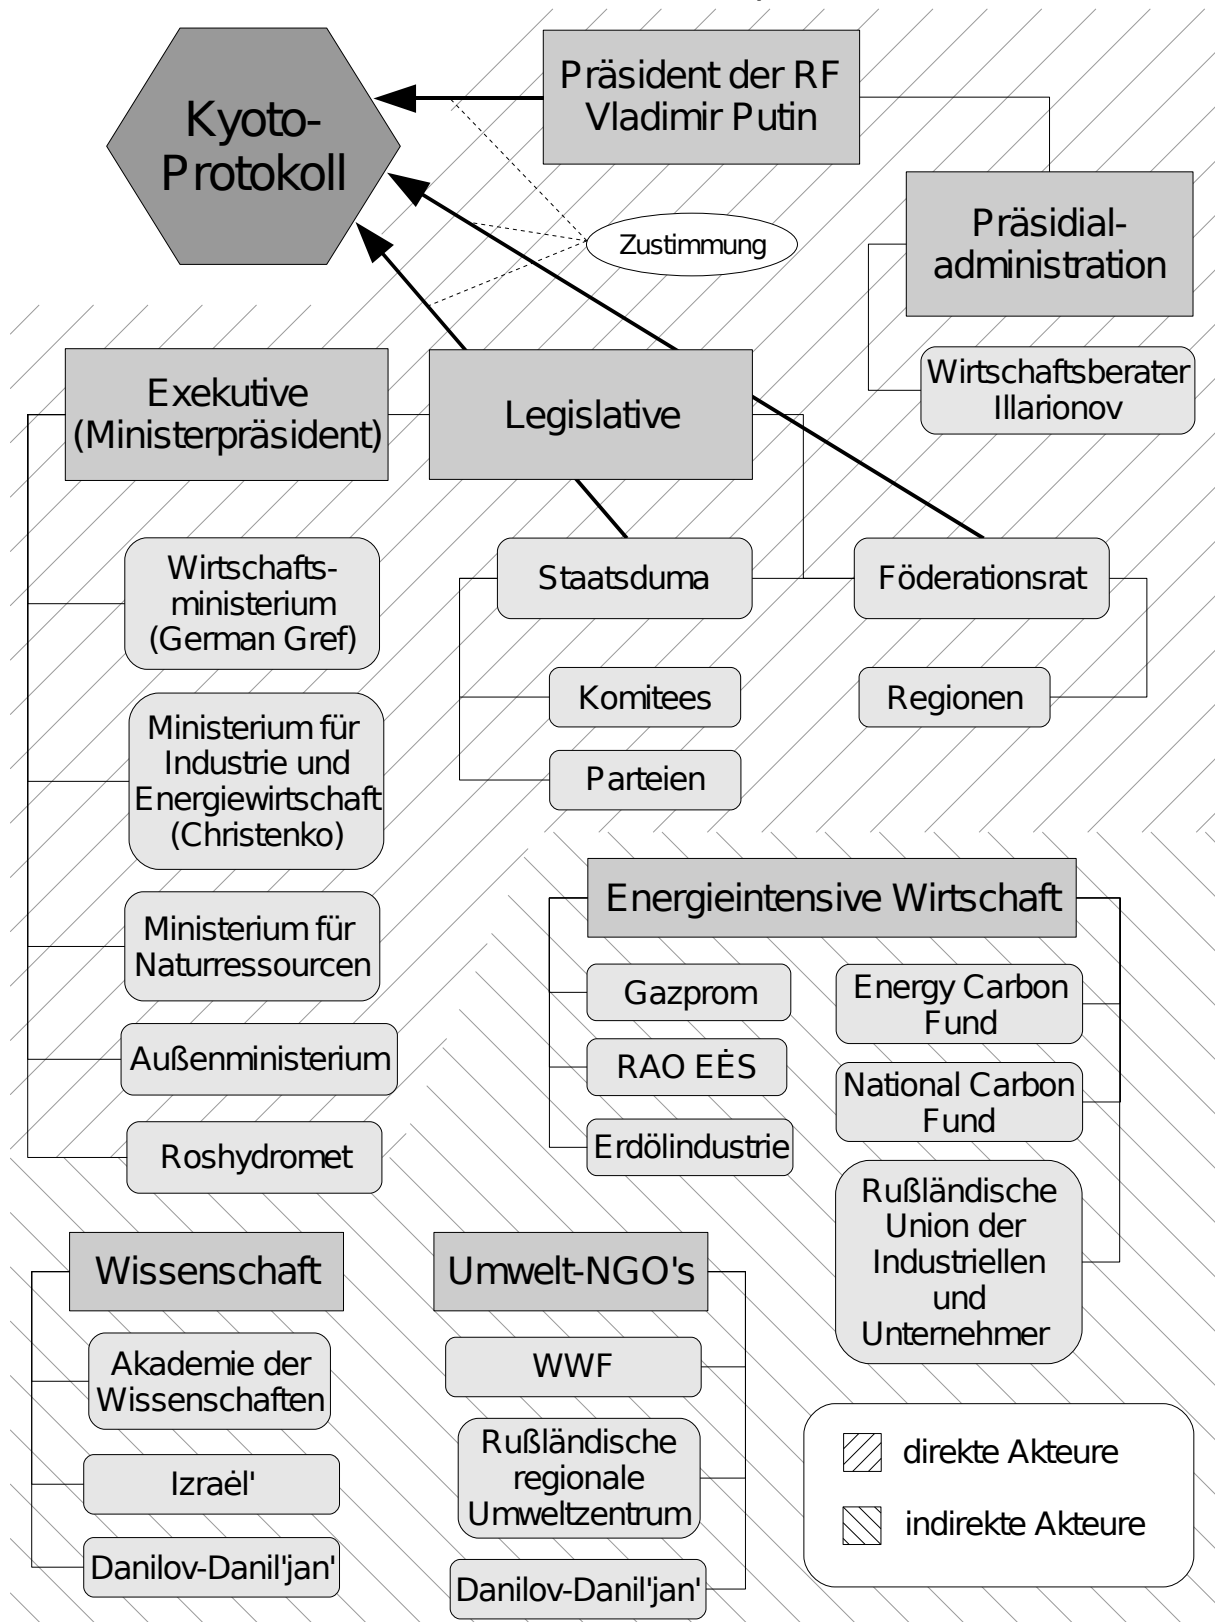 Kyoto-
Protokoll
Präsident der RF
Vladimir Putin
Präsidial-
administration
Zustimmung
Wirtschaftsberater
Illarionov
Exekutive
(Ministerpräsident)
Legislative
Wirtschafts-
ministerium
(German Gref)
Staatsduma
Föderationsrat
Komitees
Regionen
Parteien
Ministerium für
Industrie und
Energiewirtschaft
(Christenko)
Ministerium für
Naturressourcen
Außenministerium
Roshydromet
Energieintensive Wirtschaft
Gazprom
RAO EĖS
Erdölindustrie
Energy Carbon
Fund
National Carbon
Fund
Rußländische
Union der
Industriellen
und
Unternehmer
Wissenschaft
Akademie der
Wissenschaften
Izraėl'
Danilov-Danil'jan'
Umwelt-NGO's
WWF
Rußländische
regionale
Umweltzentrum
Danilov-Danil'jan'
direkte Akteure
indirekte Akteure